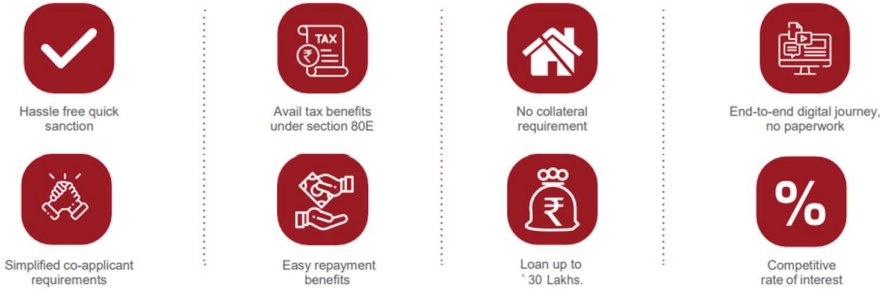 TAX
₹
Hassle free quick
sanction
Avail tax benefits
under section 80E
No collateral
requirement
End-to-end digital journey,
no paperwork
₹
%
Simplified co-applicant
requirements
Easy repayment
benefits
Loan up to
` 30 Lakhs.
Competitive
rate of interest